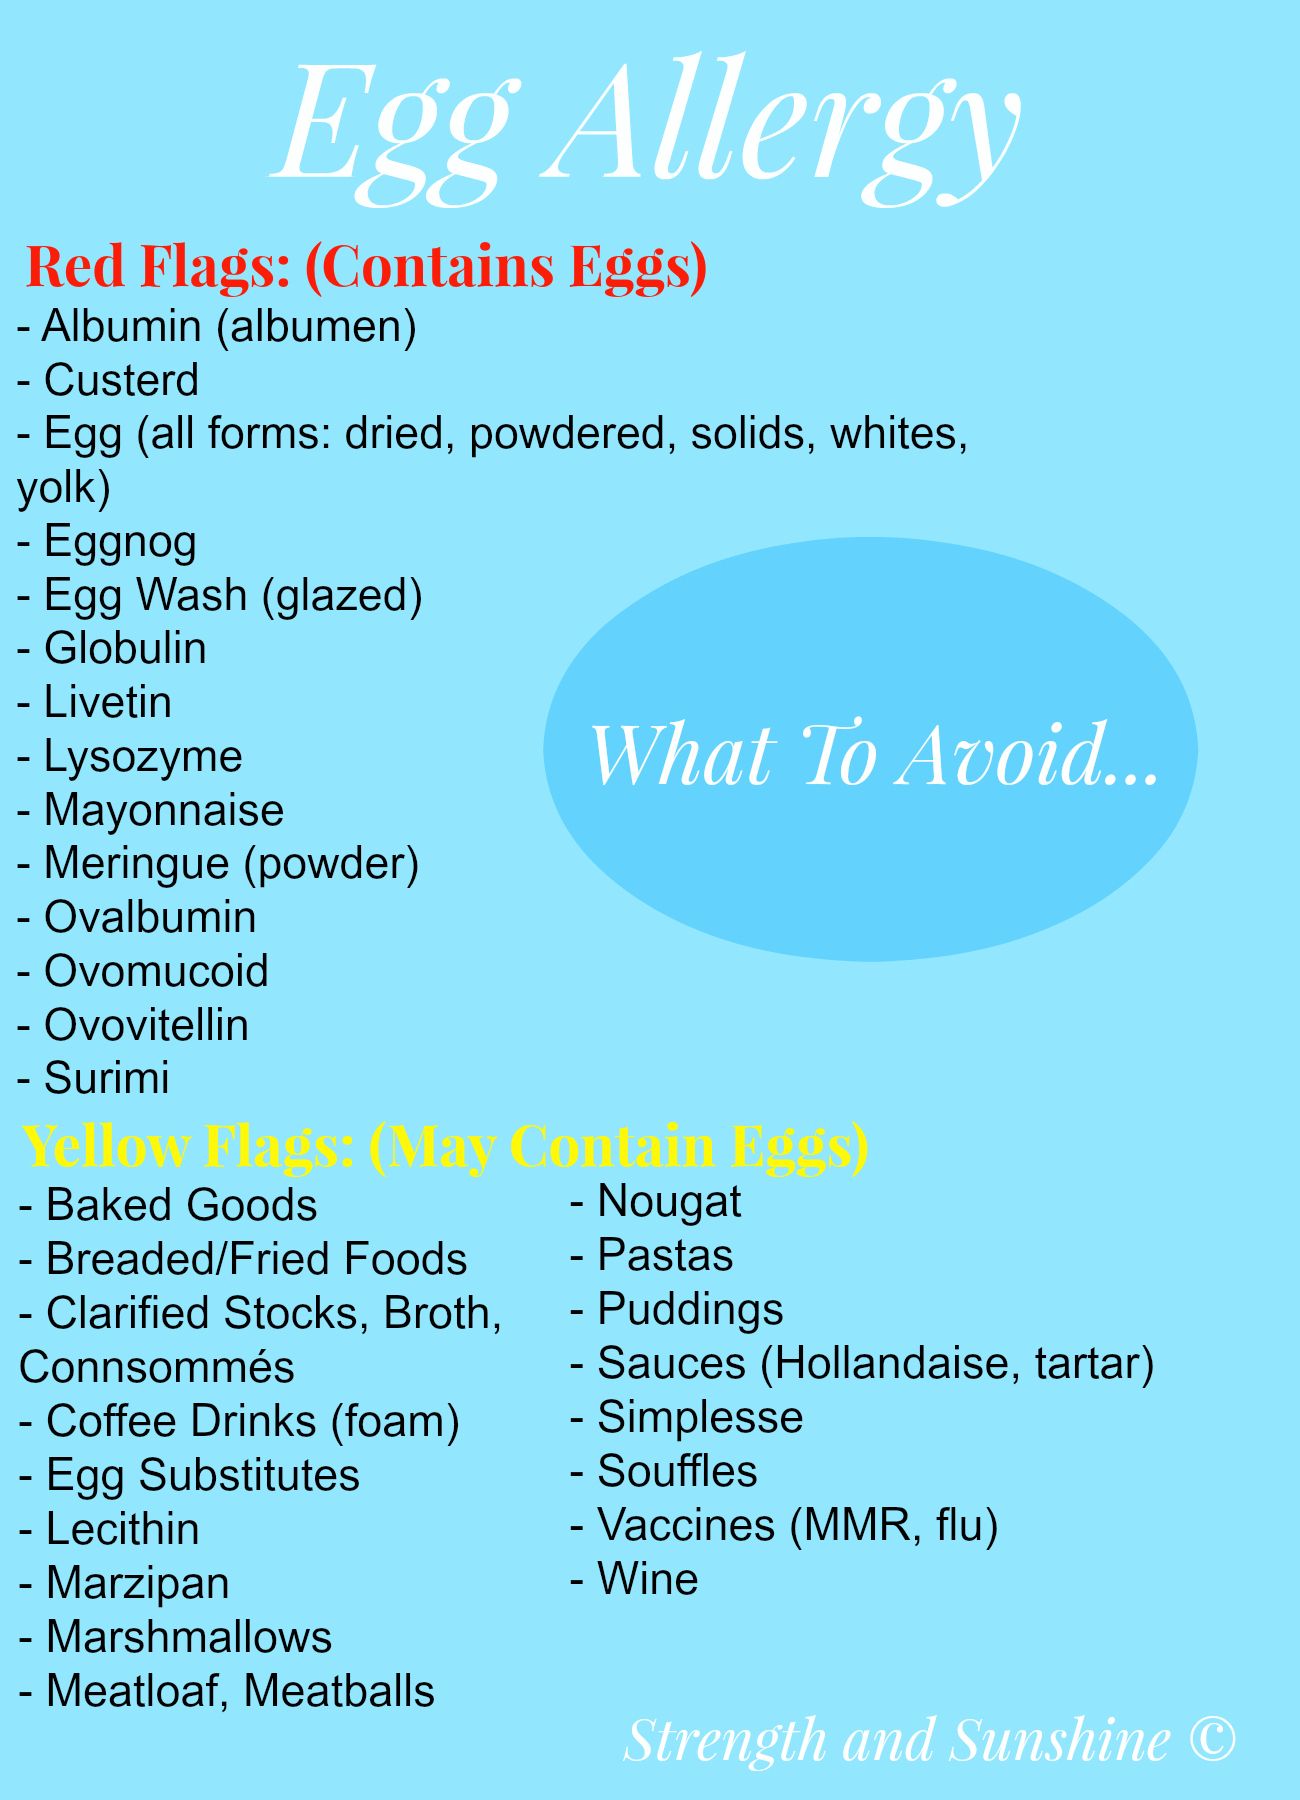 Egg Allergy
Red Flags: (Contains Eggs)
- Albumin (albumen)
- Custerd
- Egg (all forms: dried, powdered, solids, whites,
yolk)
- Eggnog
- Egg Wash (glazed)
- Globulin
- Livetin
- Lysozyme
- Mayonnaise
- Meringue (powder)
- Ovalbumin
- Ovomucoid
- Ovovitellin
- Surimi
What To Avoid...
Yellow Flags: (May Contain Eggs)
- Baked Goods
- Breaded/Fried Foods
- Clarified Stocks, Broth,
Connsommés
- Coffee Drinks (foam)
- Egg Substitutes
- Lecithin
- Marzipan
- Marshmallows
- Meatloaf, Meatballs
- Nougat
- Pastas
- Puddings
- Sauces (Hollandaise, tartar)
- Simplesse
- Souffles
- Vaccines (MMR, flu)
- Wine
Strength and Sunshine ©